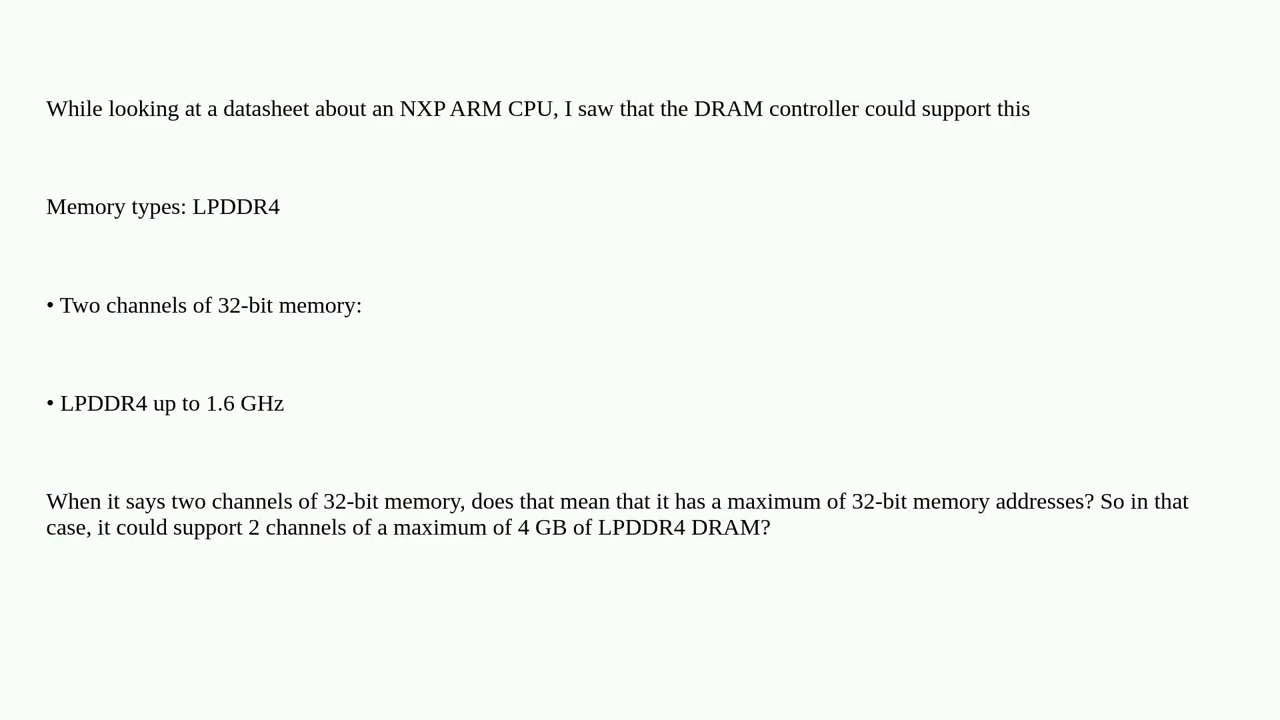 While looking at a datasheet about an NXP ARM CPU, I saw that the DRAM controller could support this
Memory types: LPDDR4
• Two channels of 32-bit memory:
• LPDDR4 up to 1.6 GHz
When it says two channels of 32-bit memory, does that mean that it has a maximum of 32-bit memory addresses? So in that
case, it could support 2 channels of a maximum of 4 GB of LPDDR4 DRAM?